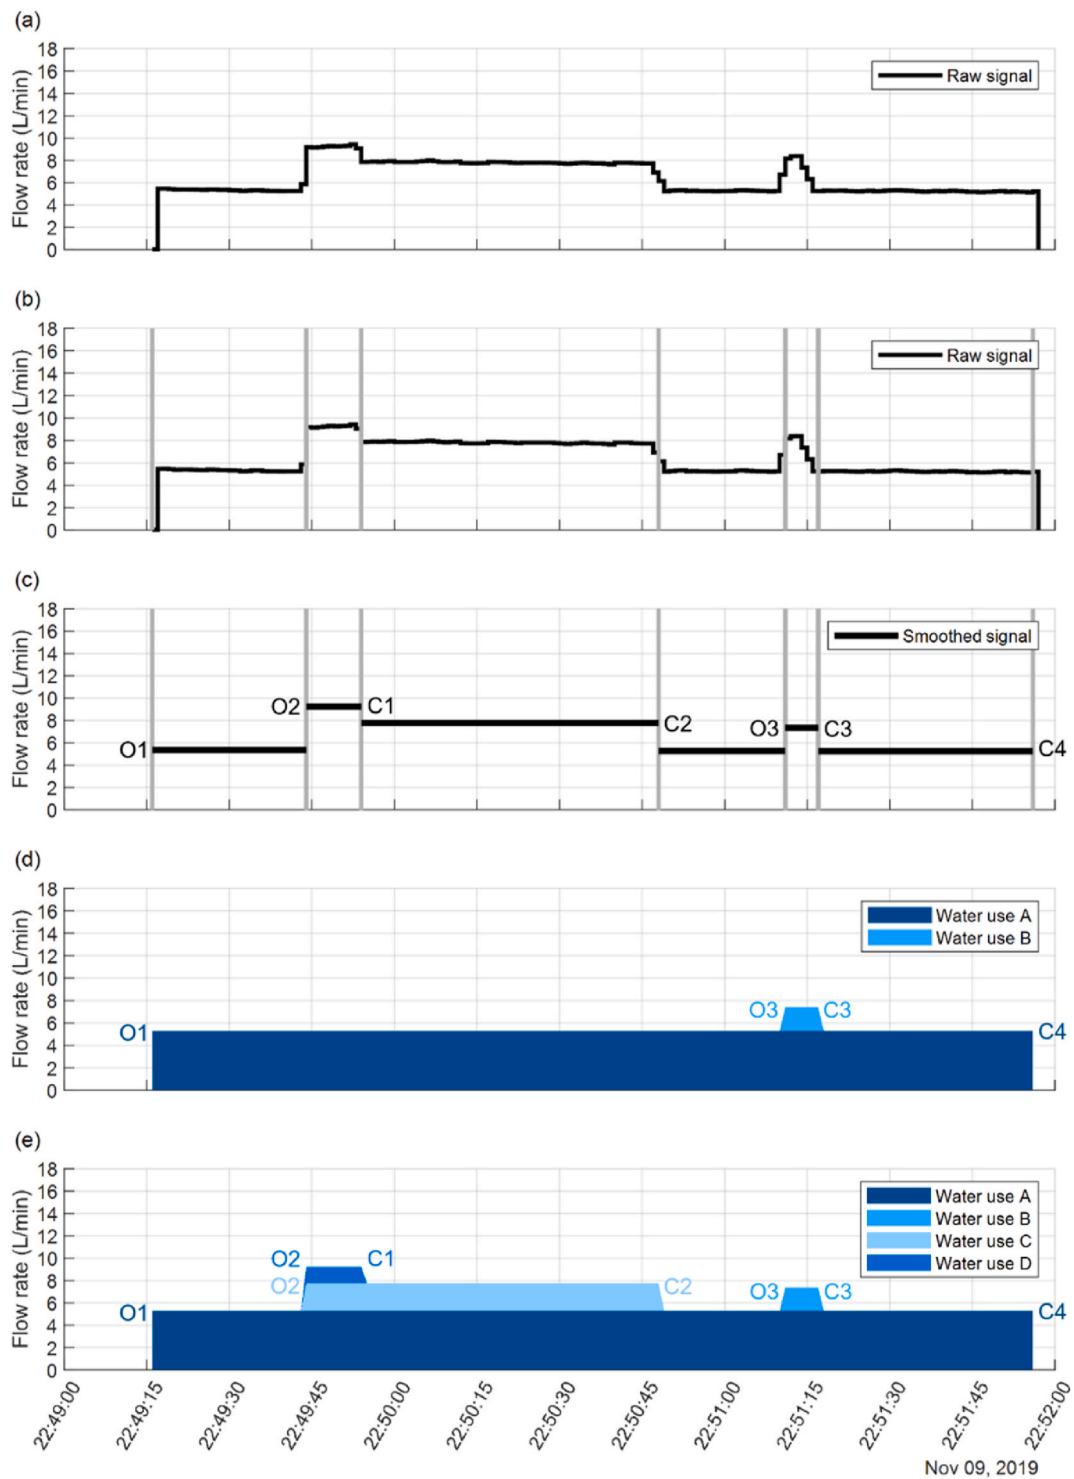 (a)
18
16
14
12
10
8
6
4
2
0
Flow rate (L/min)
Raw signal
(b)
18
16
14
12
10
8
6
4
2
0
Flow rate (L/min)
Raw signal
(c)
18
16
14
12
10
8
6
4
2
0
Flow rate (L/min)
Smoothed signal
O1
O2
C1
C2
O3
C3
C4
(d)
18
16
14
12
10
8
6
4
2
0
Flow rate (L/min)
Water use A
Water use B
O1
O3
C3
C4
(e)
18
16
14
12
10
8
6
4
2
0
Flow rate (L/min)
Water use A
Water use B
Water use C
Water use D
O2
C1
O2
C2
O1
O3
C3
C4
22:49:00
22:49:15
22:49:30
22:49:45
22:50:00
22:50:15
22:50:30
22:50:45
22:51:00
22:51:15
22:51:30
22:51:45
22:52:00
Nov 09, 2019